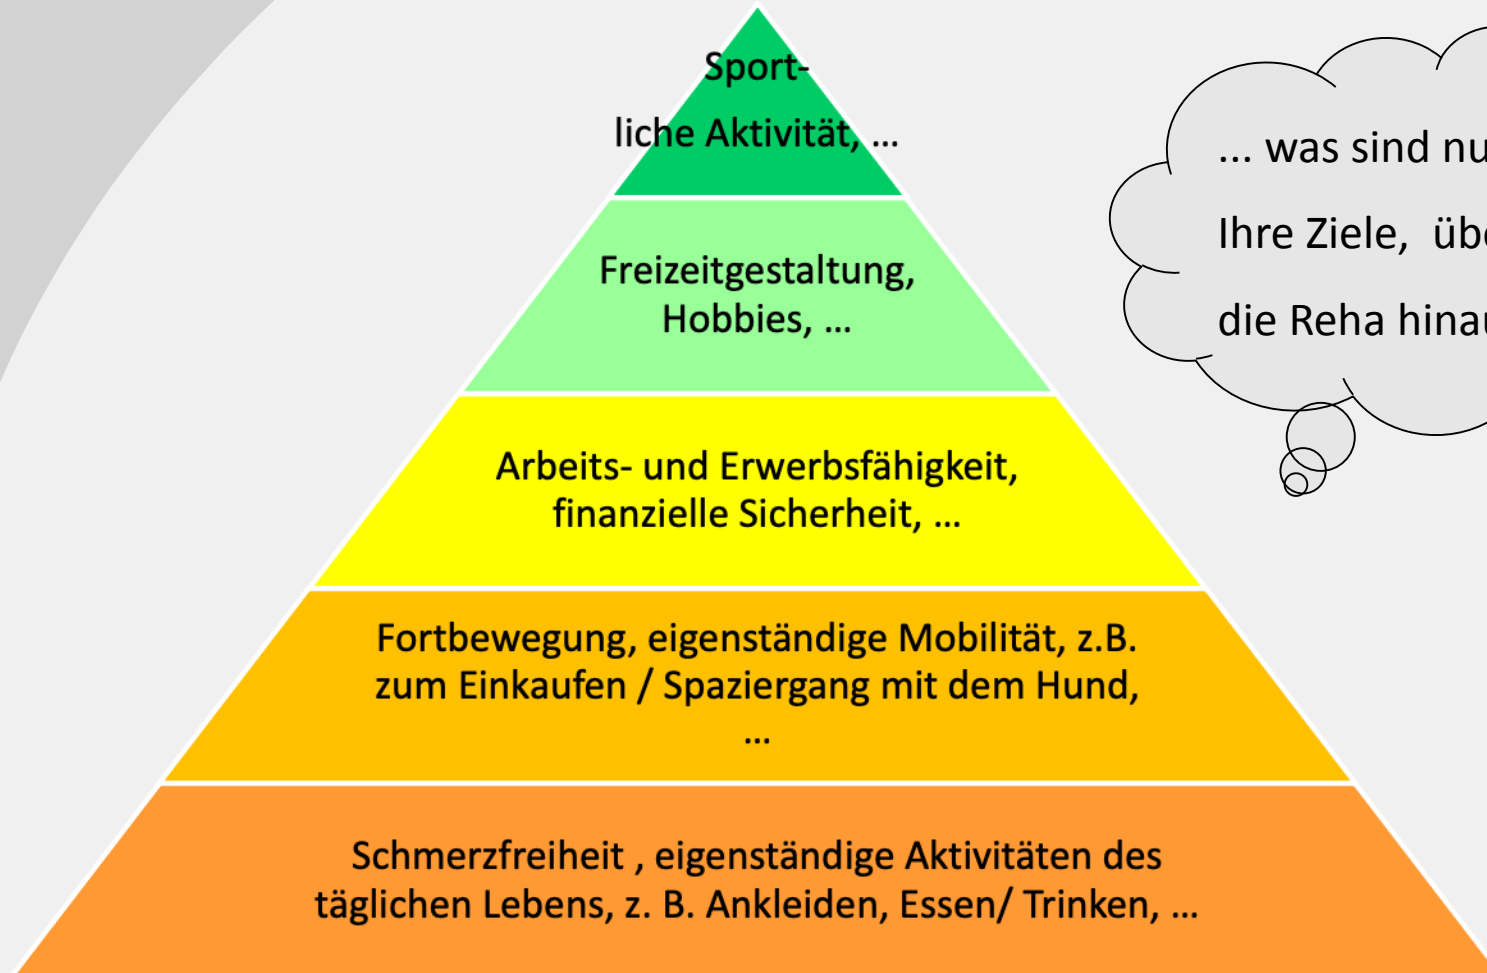 Sport-
liche Aktivität, ...
Freizeitgestaltung,
Hobbies, ...
Arbeits- und Erwerbsfähigkeit,
finanzielle Sicherheit, ...
Fortbewegung, eigenständige Mobilität, z.B.
zum Einkaufen / Spaziergang mit dem Hund,
...
Schmerzfreiheit , eigenständige Aktivitäten des
täglichen Lebens, z. B. Ankleiden, Essen/ Trinken, ...
... was sind
Ihre Ziele,
die Reha